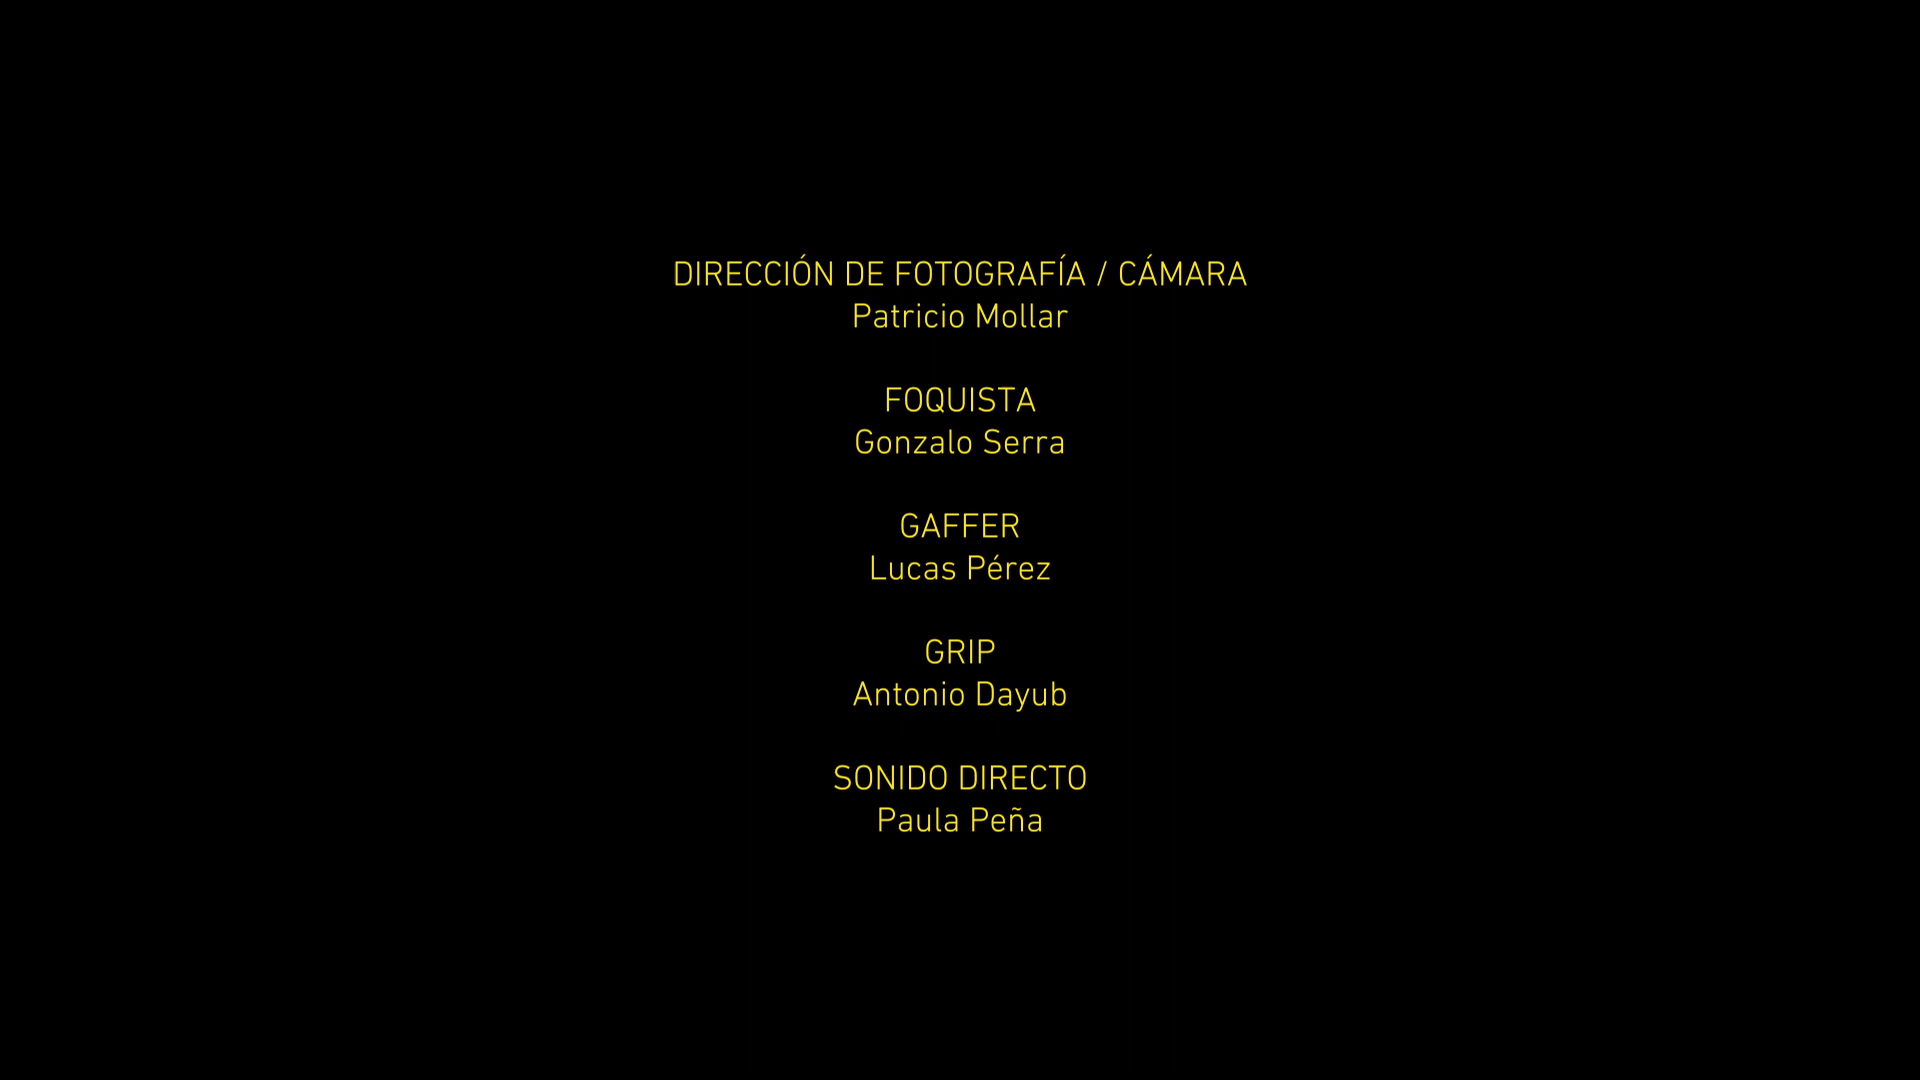 DIRECCIÓN DE FOTOGRAFÍA / CÁMARA
Patricio Mollar
FOQUISTA
Gonzalo Serra
GAFFER
Lucas Pérez
GRIP
Antonio Dayub
SONIDO DIRECTO
Paula Peña